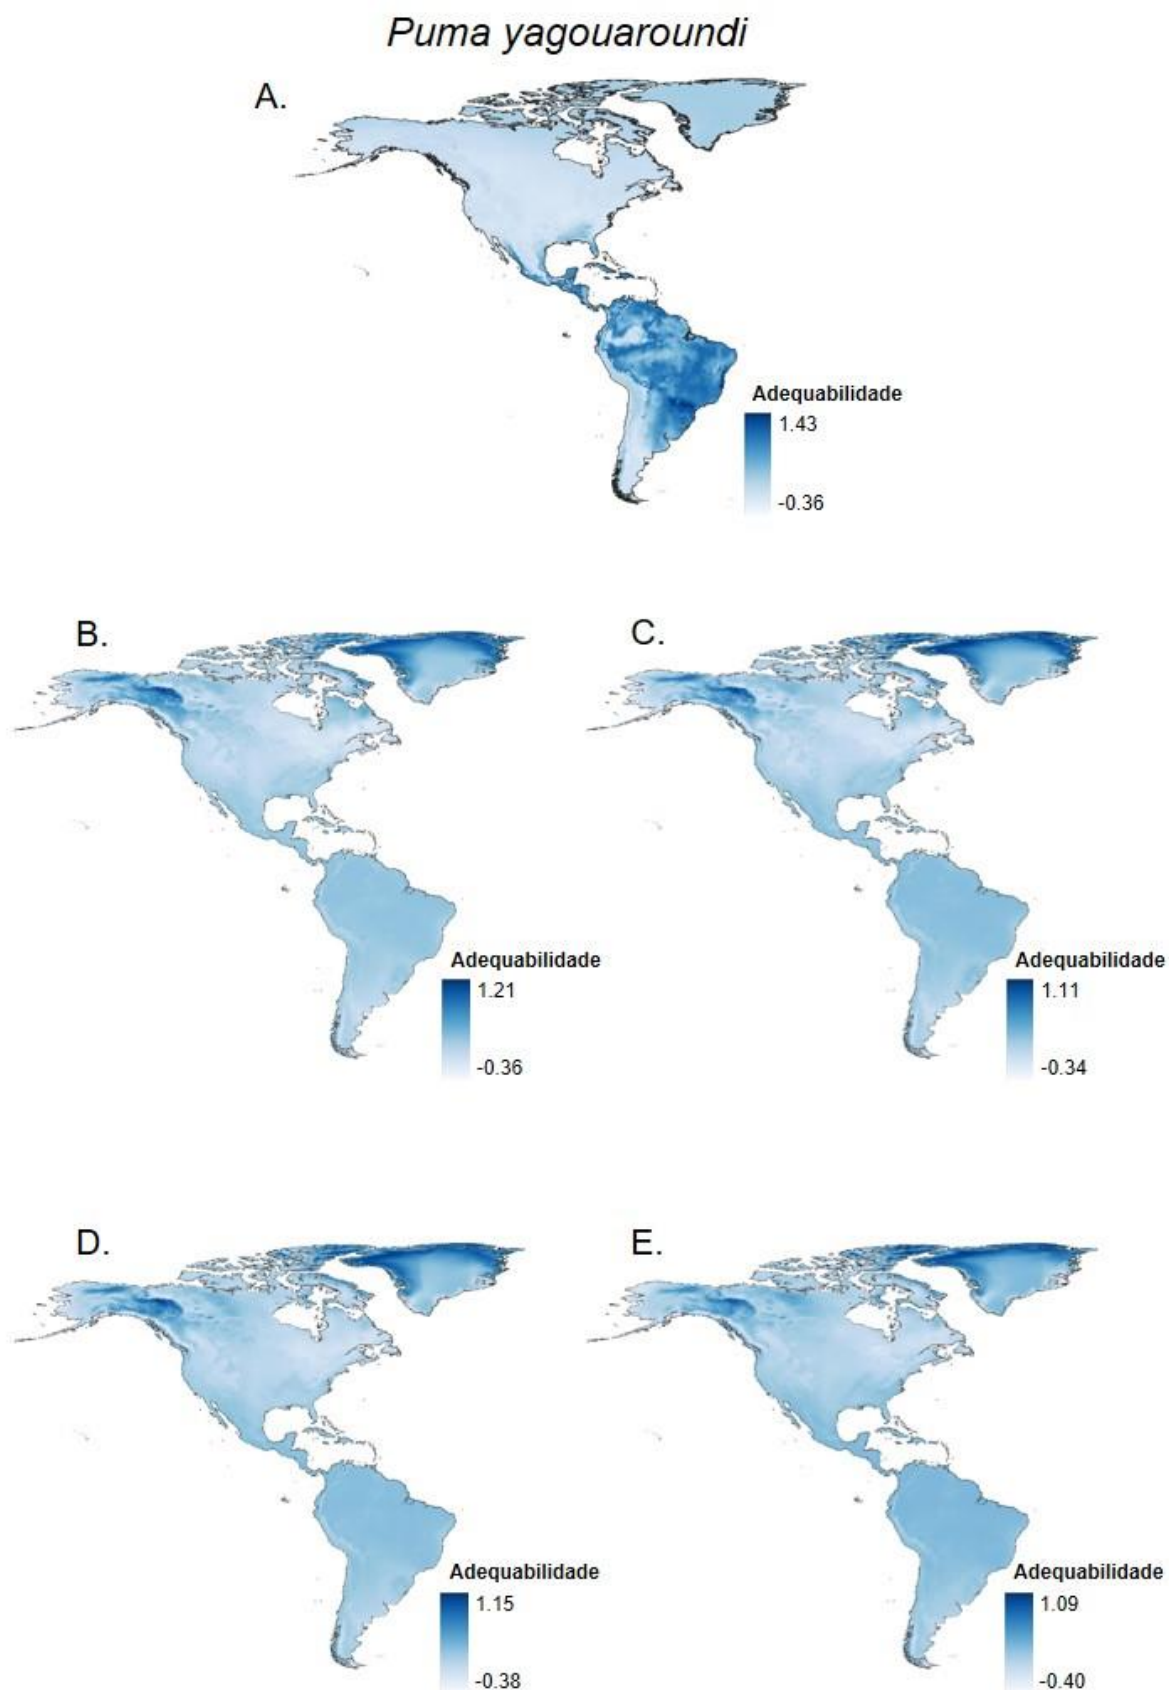 Puma yagouaroundi
A.
Adequabilidade
1.43
-0.36
B.
C.
Adequabilidade
1.21
-0.36
Adequabilidade
1.11
-0.34
D.
E.
Adequabilidade
1.15
-0.38
Adequabilidade
1.09
-0.40